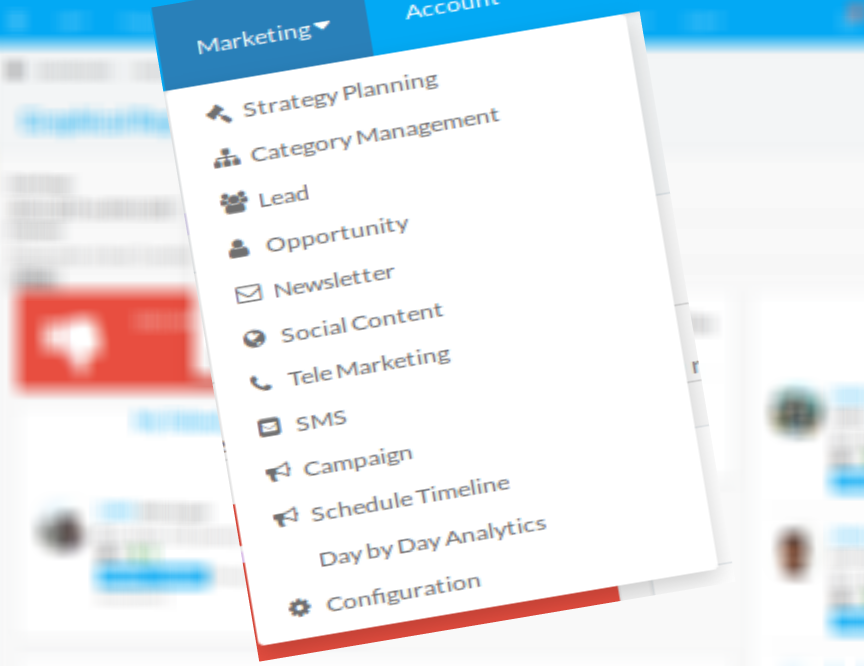 Marketing
Account
Strategy Planning
Category Management
Lead
Opportunity
Newsletter
Social Content
Tele Marketing
SMS
Campaign
Schedule Timeline
Day by Day Analytics
Configuration